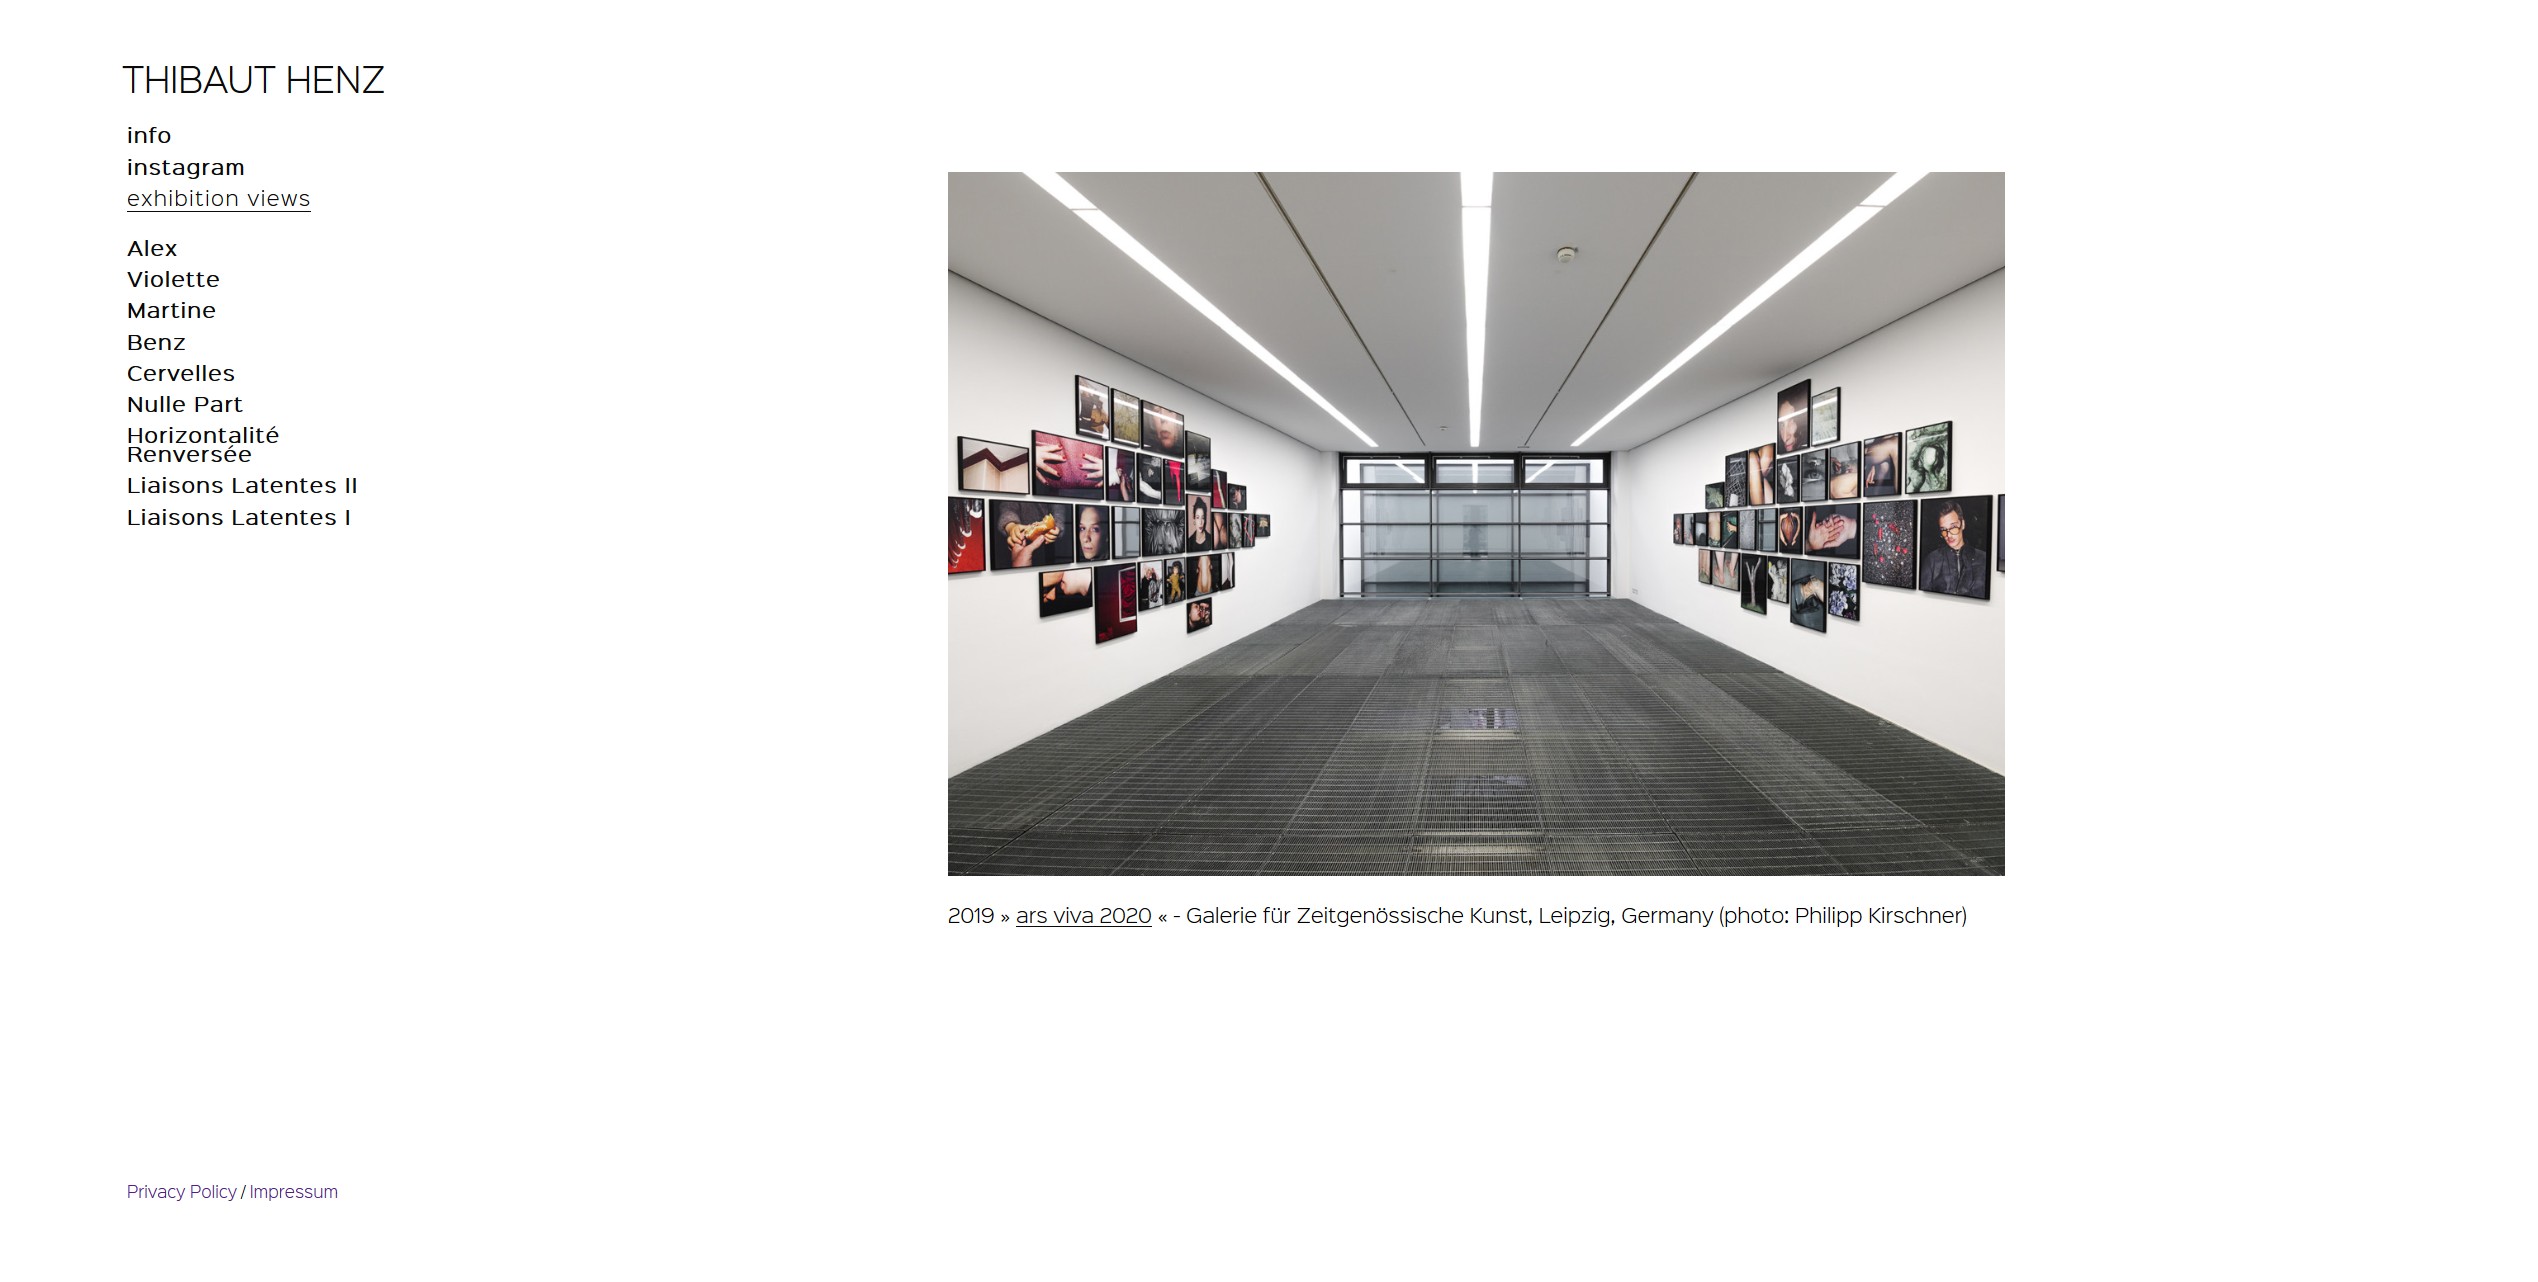 THIBAUT HENZ
info
instagram
exhibition views
Alex
Violette
Martine
Benz
Cervelles
Nulle Part
Horizontalité
Renversée
Liaisons Latentes II
Liaisons Latentes I
2019 » ars viva 2020 « - Galerie für Zeitgenössische Kunst, Leipzig, Germany (photo: Philipp Kirschner)
Privacy Policy / Impressum